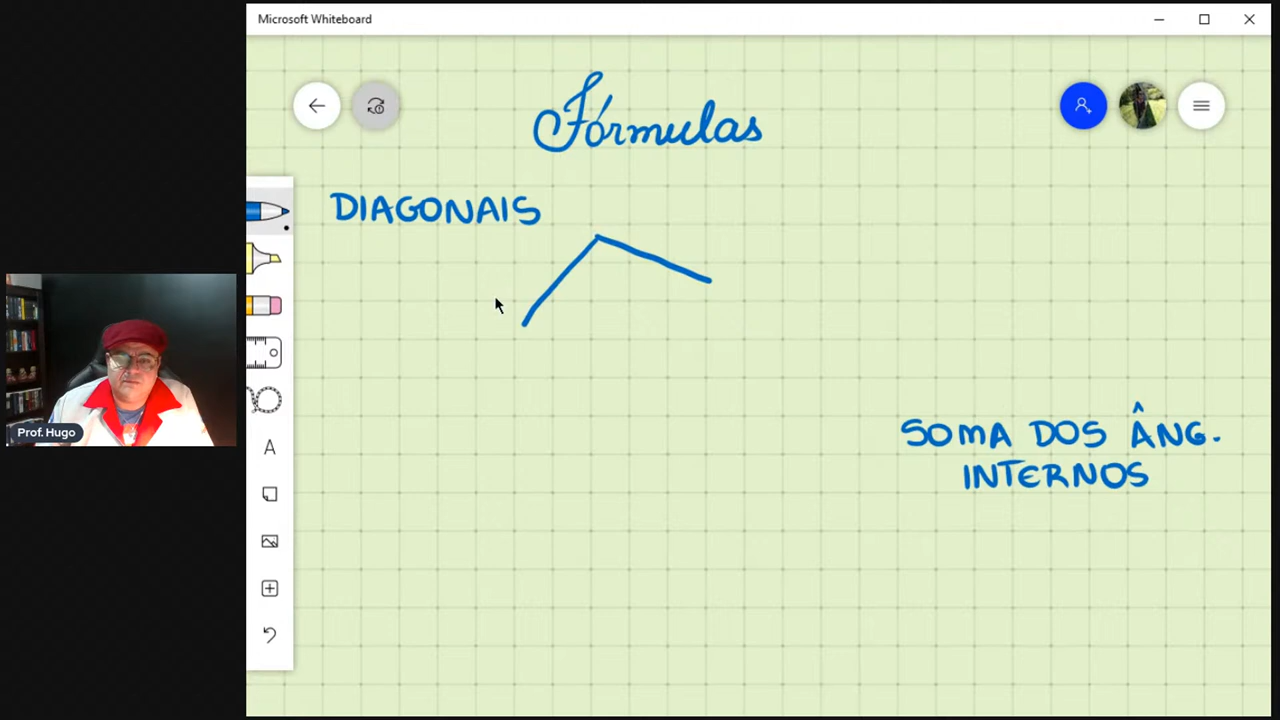 Microsoft Whiteboard
Fórmulas
DIAGONAIS
Prof. Hugo
SOMA DOS ÂNG.
INTERNOS
A